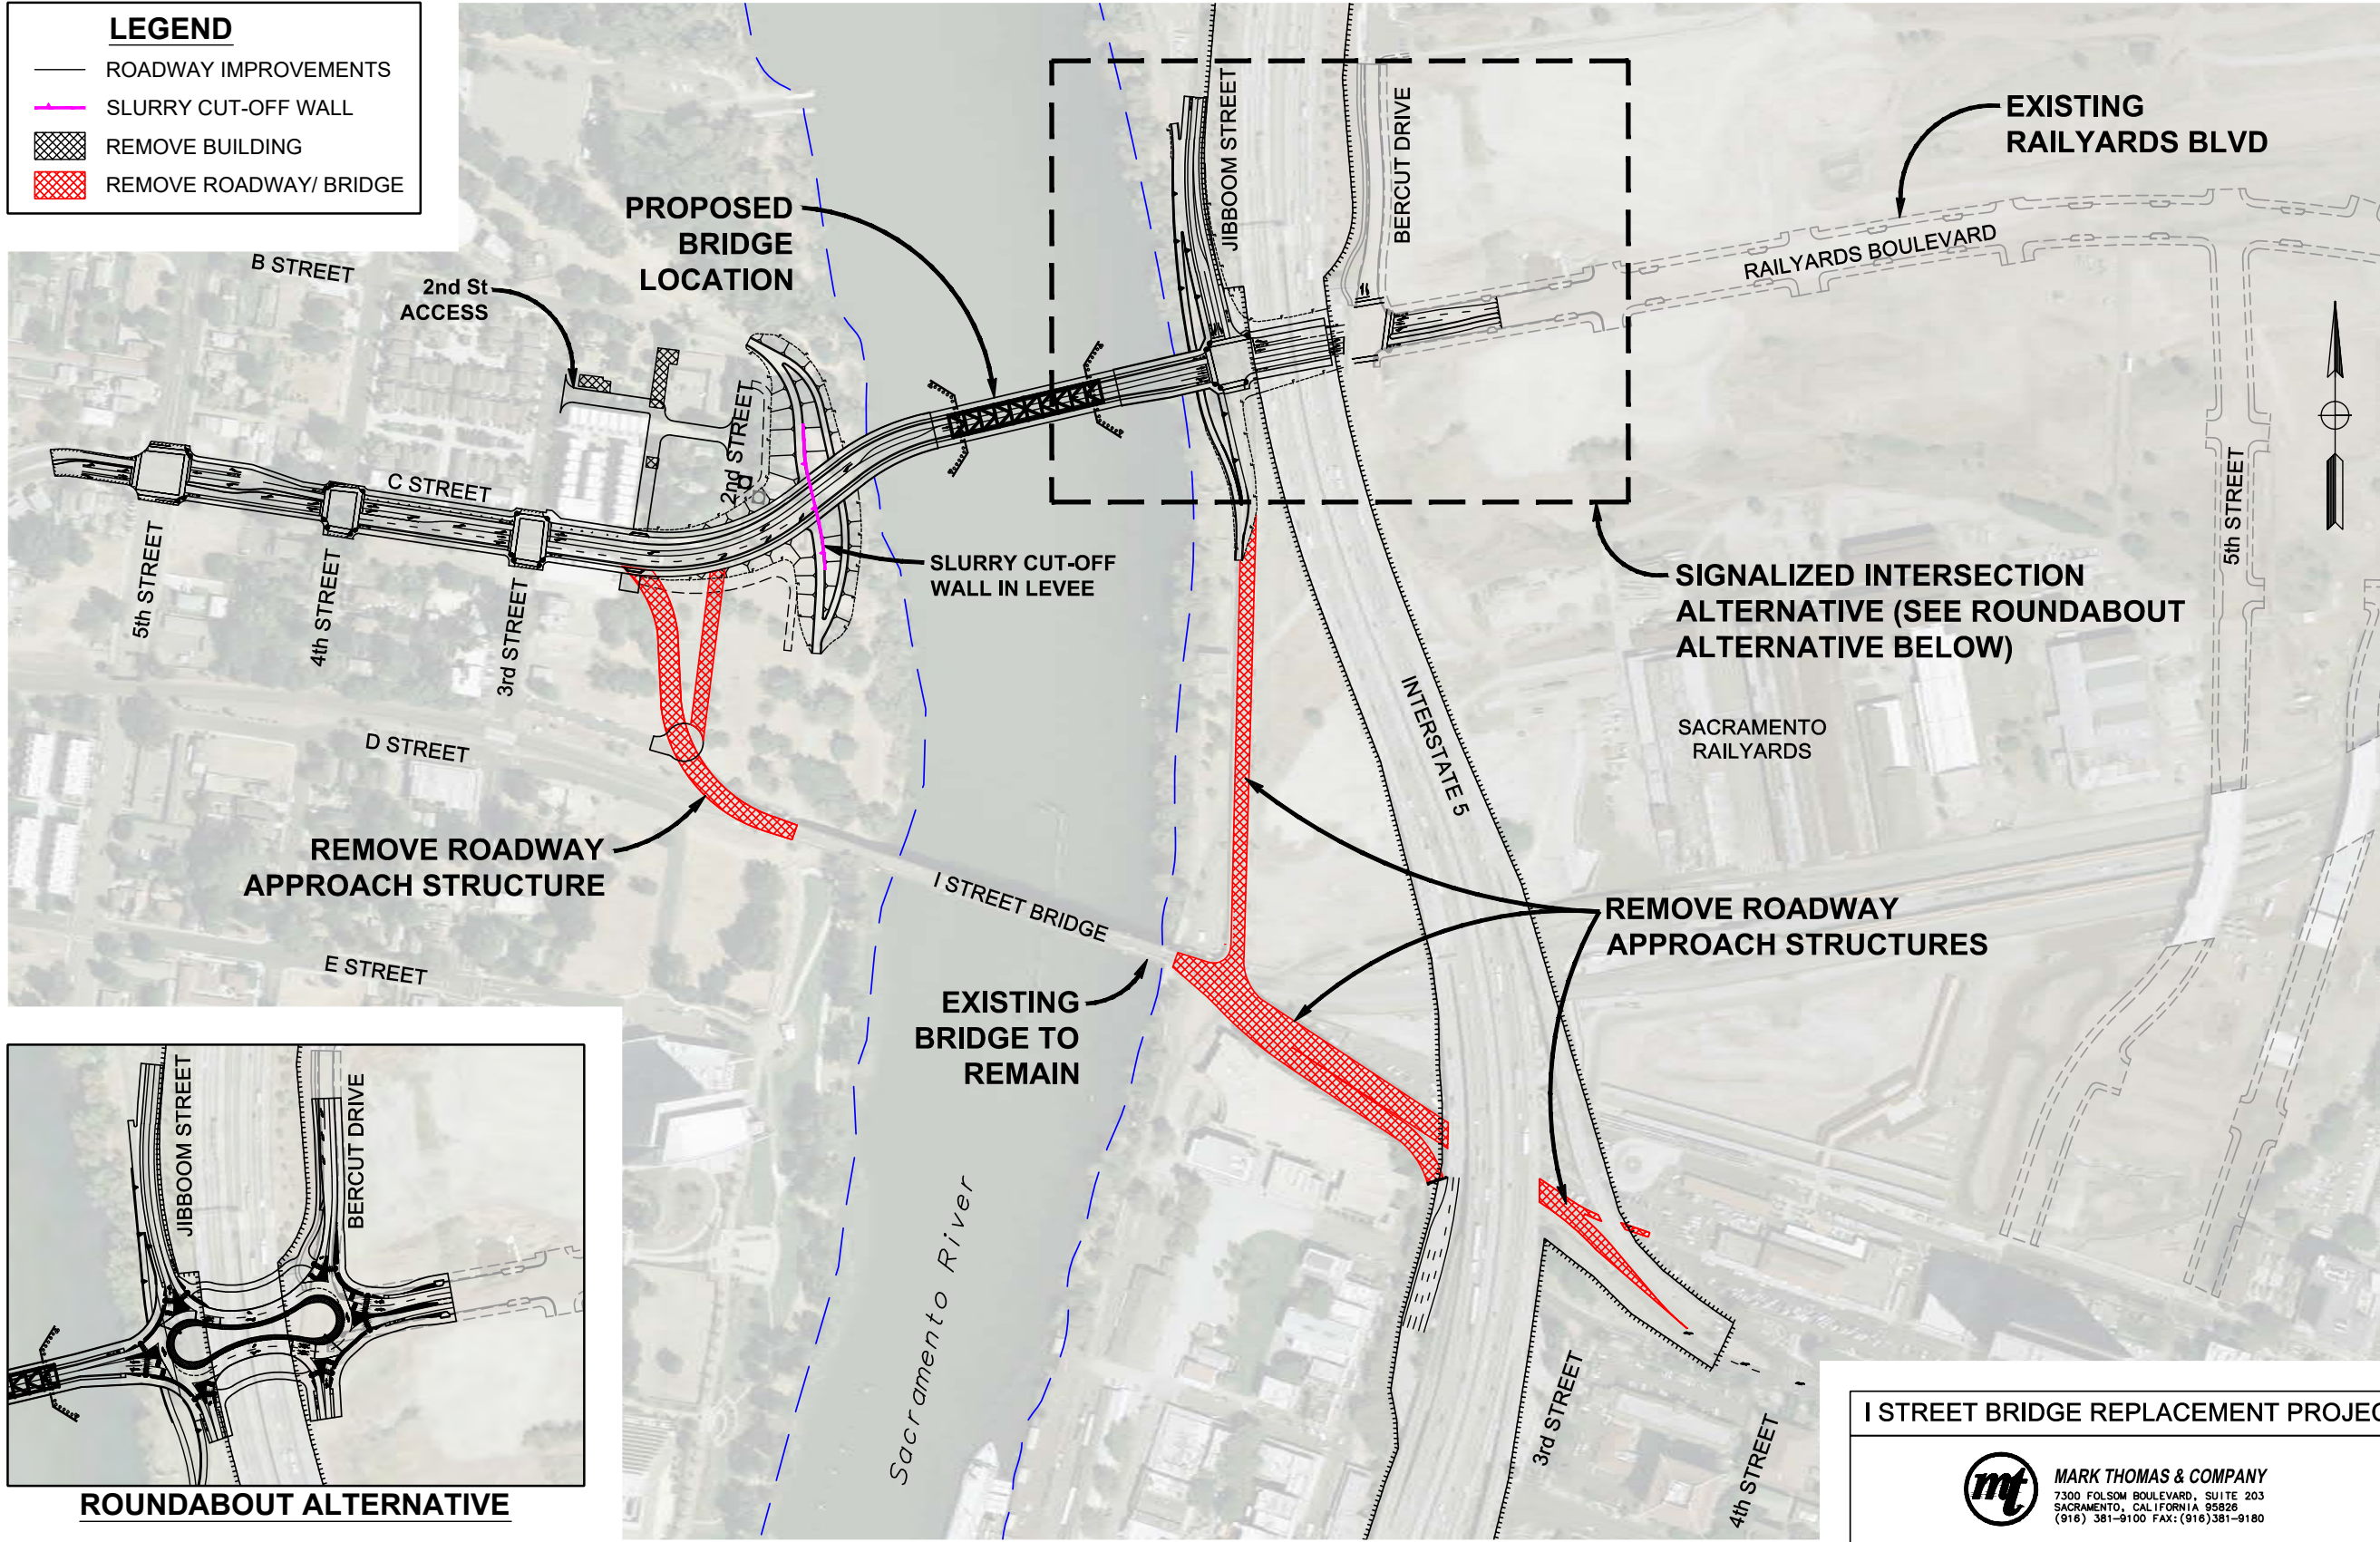 LEGEND
ROADWAY IMPROVEMENTS
SLURRY CUT-OFF WALL
REMOVE BUILDING
REMOVE ROADWAY/ BRIDGE
B STREET
2nd St
ACCESS
PROPOSED
BRIDGE
LOCATION
JIBBOOM STREET
BERCUT DRIVE
EXISTING
RAILYARDS BLVD
RAILYARDS BOULEVARD
2nd STREET
C STREET
5th STREET
4th STREET
3rd STREET
SLURRY CUT-OFF
WALL IN LEVEE
5th STREET
SIGNALIZED INTERSECTION
ALTERNATIVE (SEE ROUNDABOUT
ALTERNATIVE BELOW)
INTERSTATE 5
SACRAMENTO
RAILYARDS
D STREET
REMOVE ROADWAY
APPROACH STRUCTURE
I STREET BRIDGE
REMOVE ROADWAY
APPROACH STRUCTURES
E STREET
EXISTING
BRIDGE TO
REMAIN
JIBBOOM STREET
BERCUT DRIVE
ROUNDABOUT ALTERNATIVE
Sacramento River
3rd STREET
4th STREET
I STREET BRIDGE REPLACEMENT PROJEC
mt
MARK THOMAS & COMPANY
7300 FOLSOM BOULEVARD, SUITE 203
SACRAMENTO, CALIFORNIA 95826
(916) 381-9100 FAX:(916)381-9180